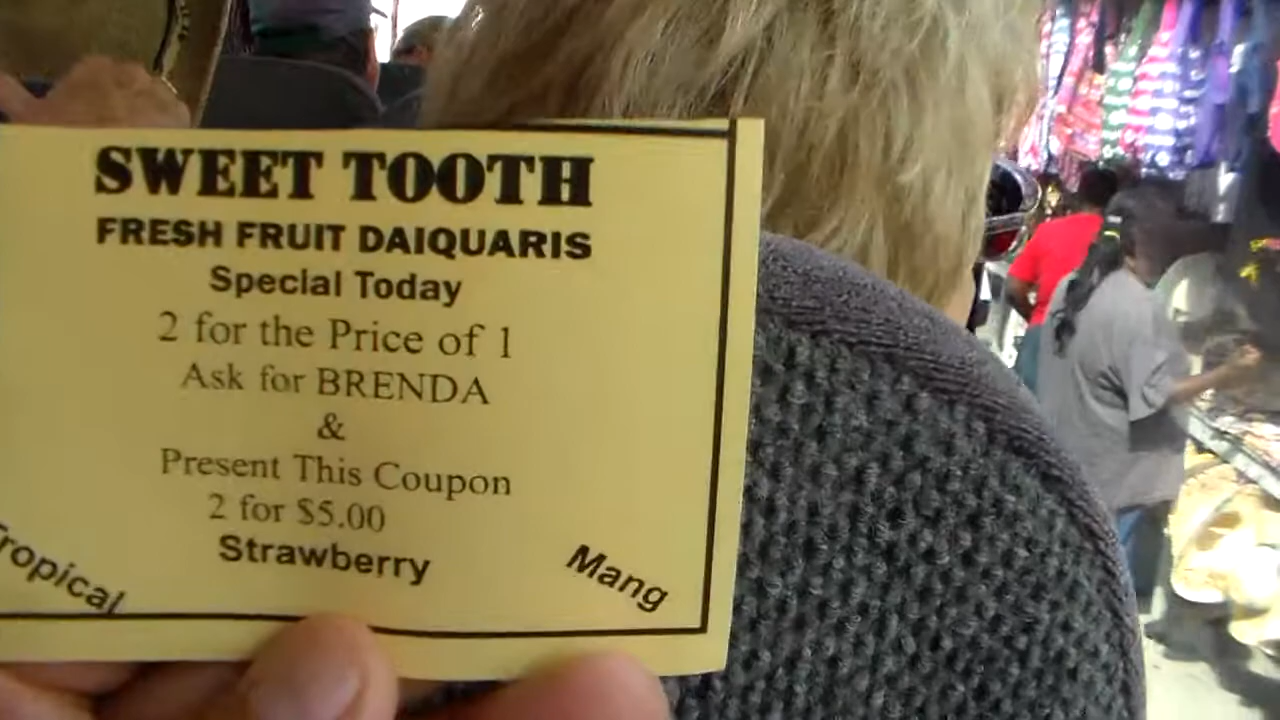 SWEET TOOTH
FRESH FRUIT DAIQUARIS
Special Today
2 for the Price of 1
Ask for BRENDA
&
Present This Coupon
2 for $5.00
Strawberry
Tropical
Mang